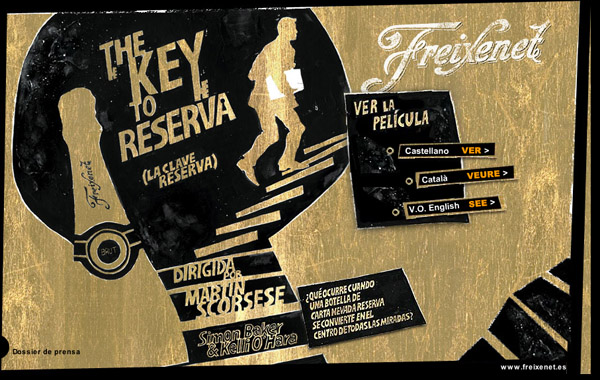 THE
KEY
TO THE
RESERVA
(LA CLAVE
RESERVA)
Freixenet
BRUT
DIRIGIDA
POR
MARTIN
SCORSESE
Simon Baker
& Kelli O'Hara
¿QUÉ OCURRE CUANDO
UNA BOTELLA DE
CARTA NEVADA RESERVA
SE CONVIERTE EN EL
CENTRO DE TODAS LAS MIRADAS?
Freixenet
VER LA
PELÍCULA
Castellano VER >
Català VEURE >
V.O. English SEE >
Dossier de prensa
www.freixenet.es